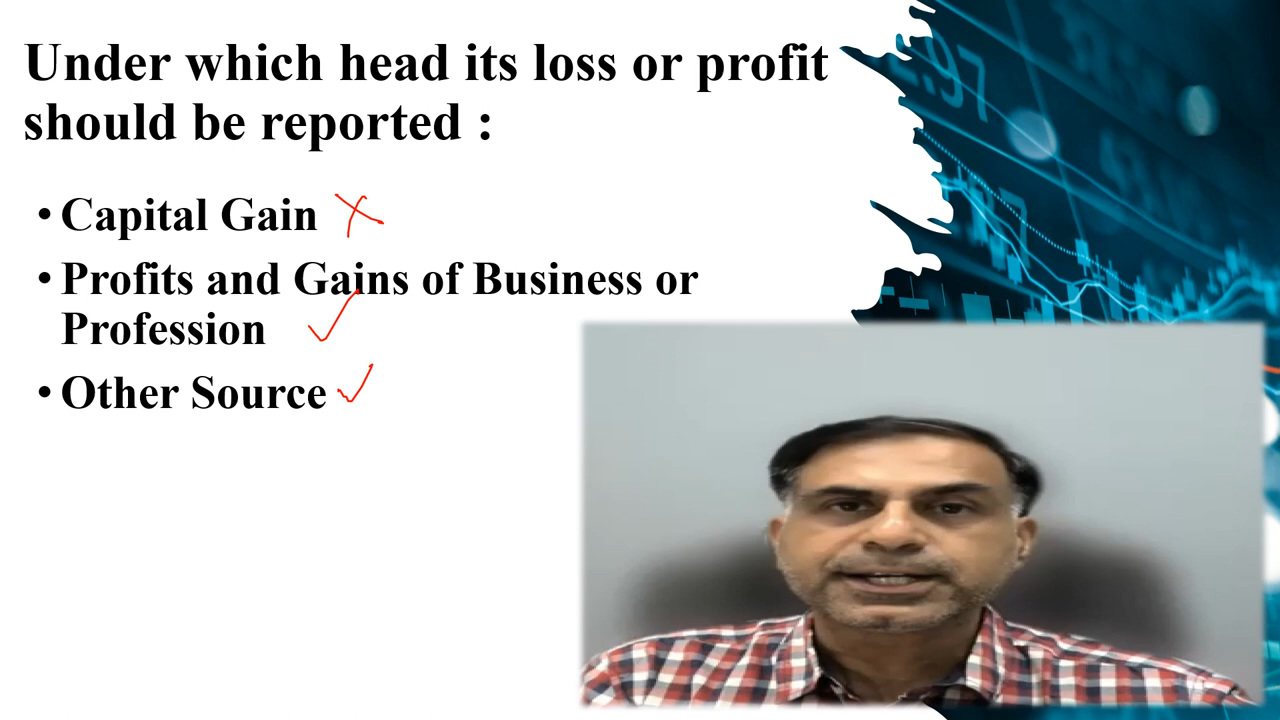 Under which head its loss or profit
should be reported :
• Capital Gain
• Profits and Gains of Business or
Profession
• Other Source